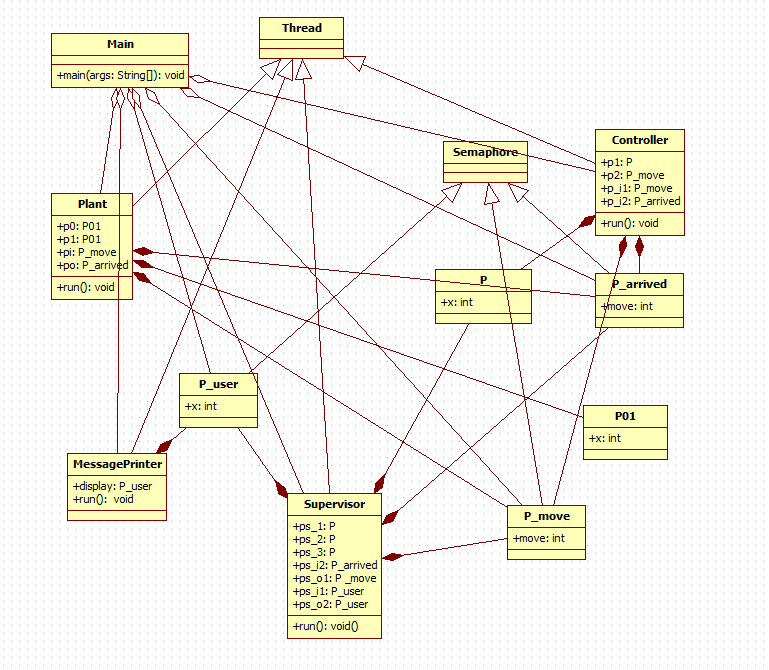 Main
+main(args: String[]): void
Thread
Controller
+p1: P
+p2: P_move
+p_i1: P_move
+p_i2: P_arrived
+run(): void
Semaphore
Plant
+p0: P01
+p1: P01
+pi: P_move
+po: P_arrived
+run(): void
P
+x: int
P_arrived
+move: int
P_user
+x: int
P01
+x: int
MessagePrinter
+display: P_user
+run():  void
Supervisor
+ps_1: P
+ps_2: P
+ps_3: P
+ps_i2: P_arrived
+ps_o1: P _move
+ps_i1: P_user
+ps_o2: P_user
+run(): void()
P_move
+move: int